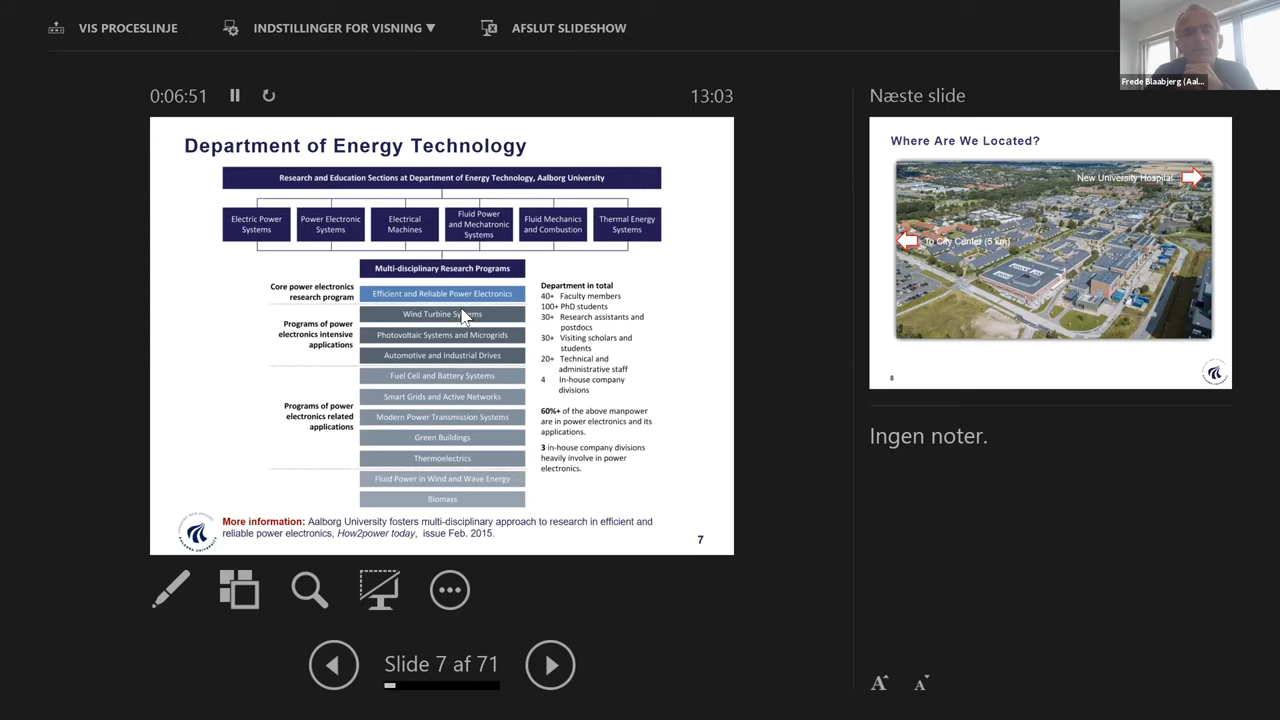 VIS PROCESLINJE
INDSTILLINGER FOR VISNING
AFSLUT SLIDESHOW
Frede Blaabjerg (Aal...
0:06:51
13:03
Department of Energy Technology
Research and Education Sections at Department of Energy Technology, Aalborg University
Electric Power
Systems
Power Electronic
Systems
Electrical
Machines
Fluid Power
and Mechatronic
Systems
Fluid Mechanics
and Combustion
Thermal Energy
Systems
Multi-disciplinary Research Programs
Core power electronics
research program
Efficient and Reliable Power Electronics
Programs of power
electronics intensive
applications
Wind Turbine Systems
Photovoltaic Systems and Microgrids
Automotive and Industrial Drives
Programs of power
electronics related
applications
Fuel Cell and Battery Systems
Smart Grids and Active Networks
Modern Power Transmission Systems
Green Buildings
Thermoelectrics
Fluid Power in Wind and Wave Energy
Biomass
Department in total
40+ Faculty members
100+ PhD students
30+ Research assistants and
postdocs
30+ Visiting scholars and
students
20+ Technical and
administrative staff
4 In-house company
divisions
60%+ of the above manpower
are in power electronics and its
applications.
3 in-house company divisions
heavily involve in power
electronics.
More information: Aalborg University fosters multi-disciplinary approach to research in efficient and
reliable power electronics, How2power today, issue Feb. 2015.
7
Slide 7 af 71
Næste slide
Where Are We Located?
New University Hospital
To City Center (5 km)
8
Ingen noter.
A
A